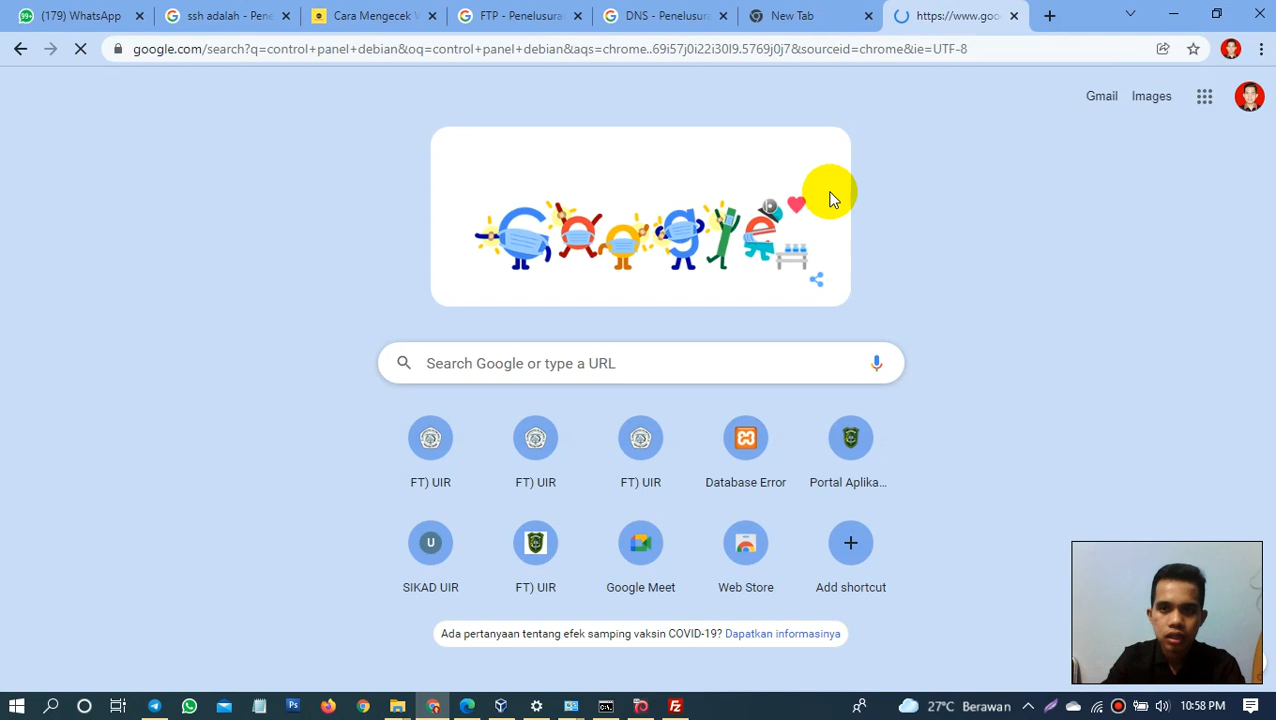 (179) WhatsApp
ssh adalah - Pene
Cara Mengecek
FTP - Penelusura
DNS - Penelusur
New Tab
https://www.goo
google.com/search?q=control+panel+debian&oq=control+panel+debian&aqs=chrome..69i57j0i22i30l9.5769j0j7&sourceid=chrome&ie=UTF-8
Gmail Images
Google
Search Google or type a URL
FT) UIR
FT) UIR
FT) UIR
Database Error
Portal Aplika...
U
SIKAD UIR
FT) UIR
Google Meet
Web Store
Add shortcut
Ada pertanyaan tentang efek samping vaksin COVID-19? Dapatkan informasinya
27°C Berawan
10:58 PM